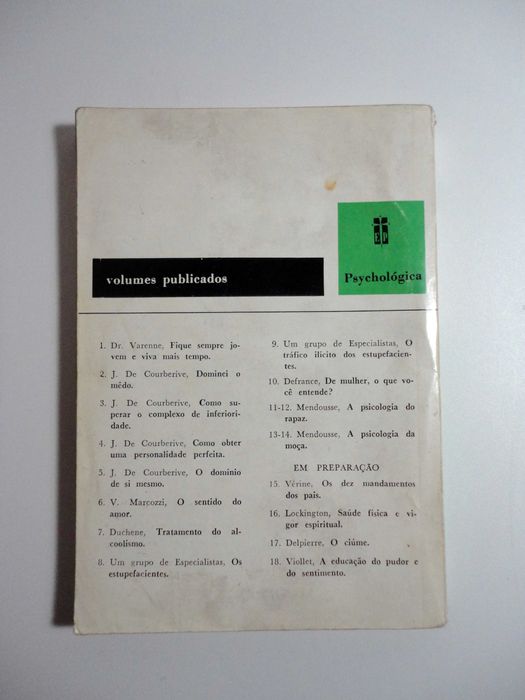 EP
Psychológica
volumes publicados
1. Dr. Varenne, Fique sempre jo-
vem e viva mais tempo.
2. J. De Courberive, Dominei o
mêdo.
3. J. De Courberive, Como su-
perar o complexo de inferiori-
dade.
4. J. De Courberive, Como obter
uma personalidade perfeita.
5. J. De Courberive, O domínio
de si mesmo.
6. V. Marcozzi, O sentido do
amor.
7. Duchene, Tratamento do al-
coolismo.
8. Um grupo de Especialistas, Os
estupefacientes.
9. Um grupo de Especialistas, O
tráfico ilícito dos estupefacien-
tes.
10. Defrance, De mulher, o que vo-
cê entende?
11-12. Mendousse, A psicologia do
rapaz.
13-14. Mendousse, A psicologia da
moça.
EM PREPARAÇÃO
15. Vérine, Os dez mandamentos
dos pais.
16. Lockington, Saúde física e vi-
gor espiritual.
17. Delpierre, O ciúme.
18. Viollet, A educação do pudor e
do sentimento.